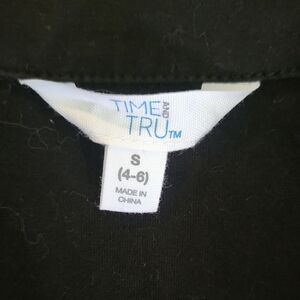 TIME AND
TRU™
S
(4-6)
MADE IN
CHINA